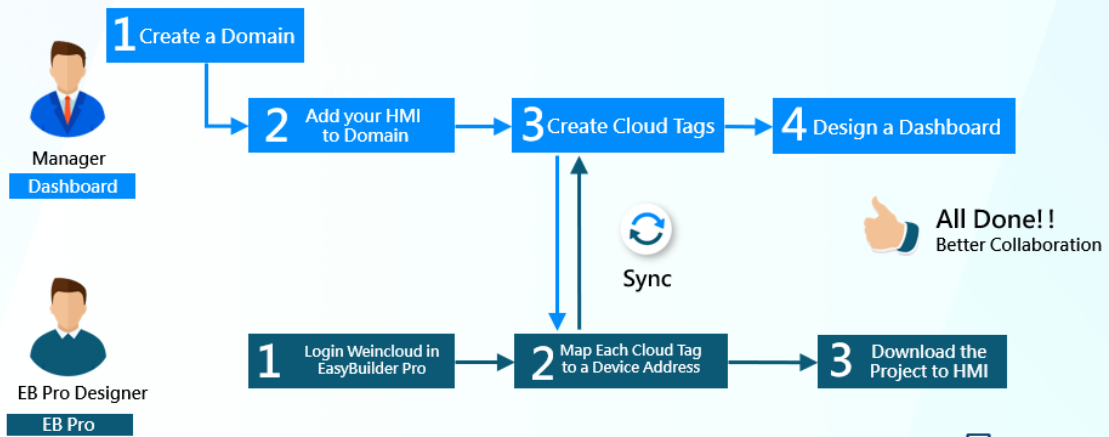 1 Create a Domain
2 Add your HMI
to Domain
3 Create Cloud Tags
4 Design a Dashboard
Manager
Dashboard
All Done!!
Better Collaboration
Sync
1 Login Weincloud in
EasyBuilder Pro
2 Map Each Cloud Tag
to a Device Address
3 Download the
Project to HMI
EB Pro Designer
EB Pro